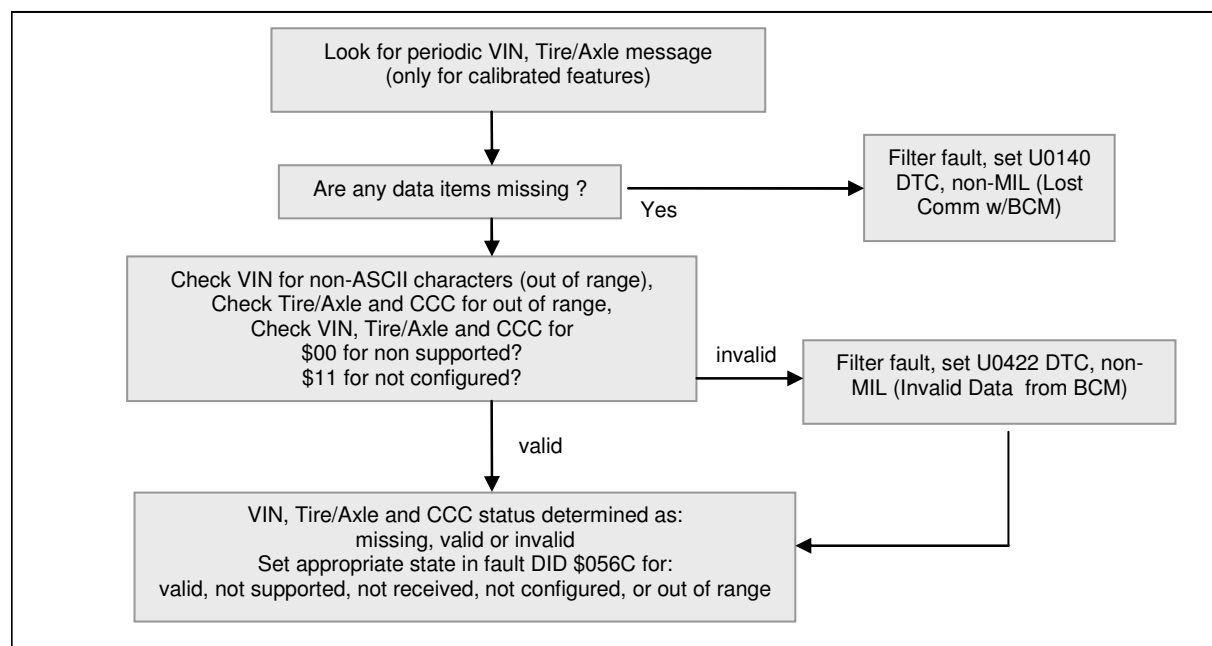 Look for periodic VIN, Tire/Axle message
(only for calibrated features)
Are any data items missing ?
Yes
Filter fault, set U0140
DTC, non-MIL (Lost
Comm w/BCM)
Check VIN for non-ASCII characters (out of range),
Check Tire/Axle and CCC for out of range,
Check VIN, Tire/Axle and CCC for
$00 for non supported?
$11 for not configured?
invalid
Filter fault, set U0422 DTC, non-
MIL (Invalid Data from BCM)
valid
VIN, Tire/Axle and CCC status determined as:
missing, valid or invalid
Set appropriate state in fault DID $056C for:
valid, not supported, not received, not configured, or out of range